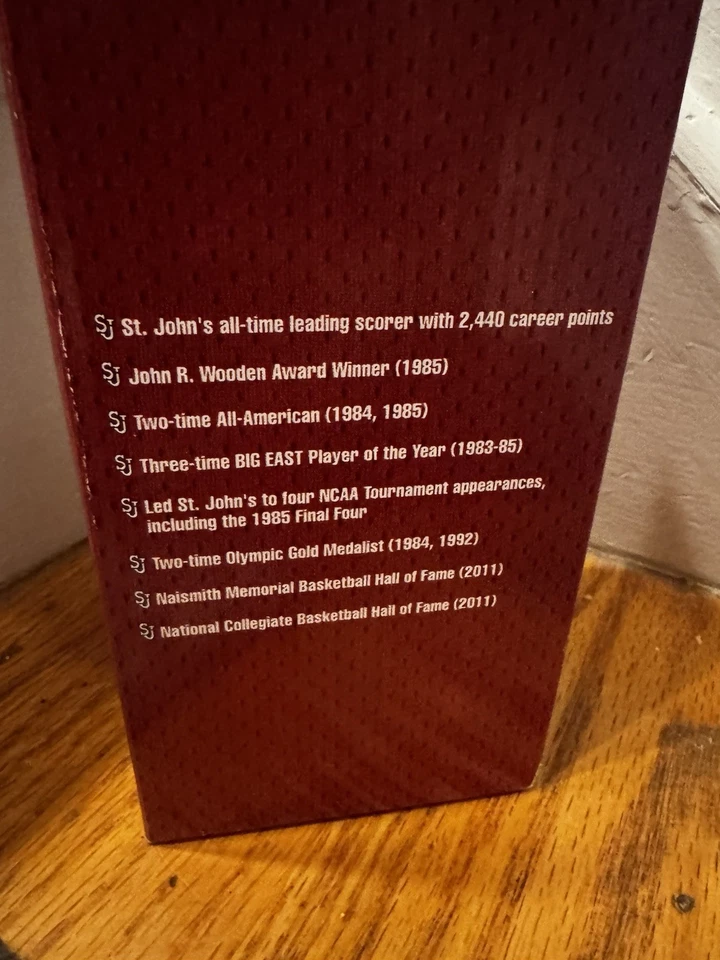 SJ St. John's all-time leading scorer with 2,440 career points
SJ John R. Wooden Award Winner (1985)
SJ Two-time All-American (1984, 1985)
SJ Three-time BIG EAST Player of the Year (1983-85)
SJ Led St. John's to four NCAA Tournament appearances,
including the 1985 Final Four
SJ Two-time Olympic Gold Medalist (1984, 1992)
SJ Naismith Memorial Basketball Hall of Fame (2011)
SJ National Collegiate Basketball Hall of Fame (2011)